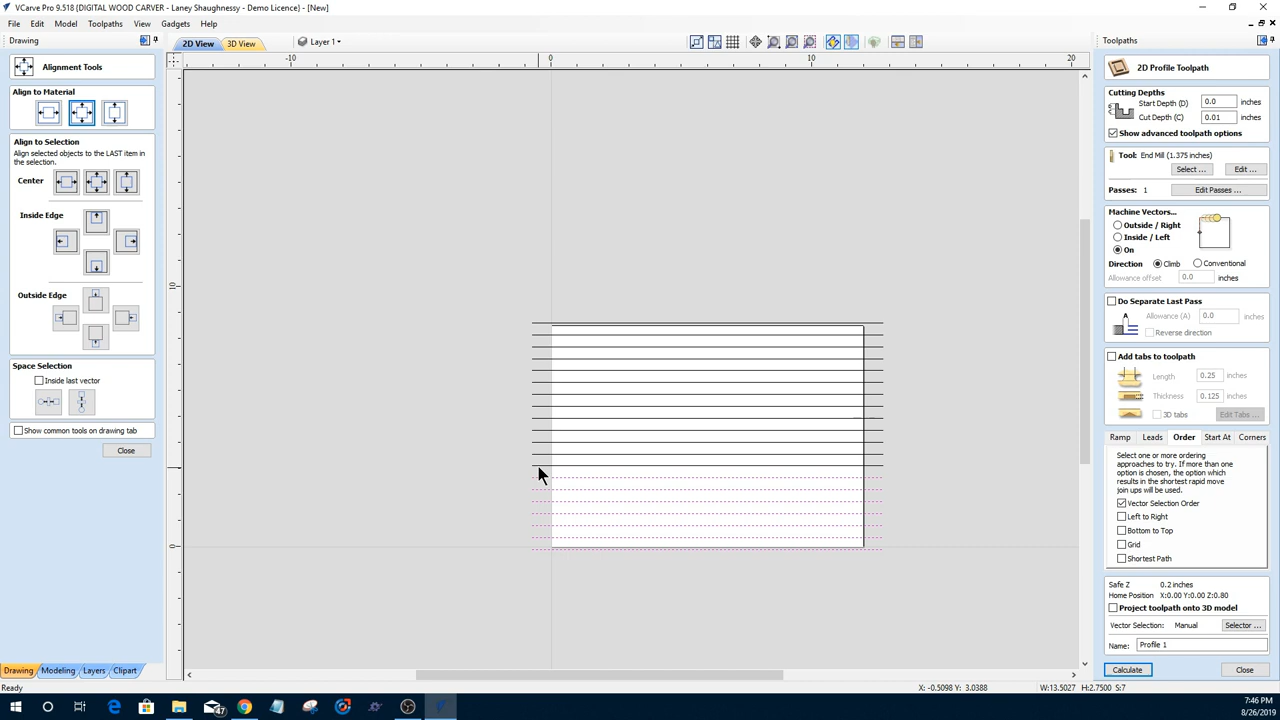 VCarve Pro 9.518 {DIGITAL WOOD CARVER} - Laney Shaughnessy - Demo Licence} - [New]
File Edit Model Toolpaths View Gadgets Help
Drawing
2D View 3D View Layer 1
Toolpaths
-10 0 10 20
10
0
Alignment Tools
Align to Material
Align to Selection
Align selected objects to the LAST item in
the selection.
Center
Inside Edge
Outside Edge
Space Selection
Inside last vector
Show common tools on drawing tab
Close
2D Profile Toolpath
Cutting Depths
Start Depth (D) 0.0 inches
Cut Depth (C) 0.01 inches
Show advanced toolpath options
Tool: End Mill (1.375 inches)
Select ... Edit ...
Passes: 1 Edit Passes ...
Machine Vectors...
Outside / Right
Inside / Left
On
Direction Climb Conventional
Allowance offset 0.0 inches
Do Separate Last Pass
A Allowance (A) 0.0 inches
Reverse direction
Add tabs to toolpath
Length 0.25 inches
Thickness 0.125 inches
3D tabs Edit Tabs ...
Ramp Leads Order Start At Corners
Select one or more ordering
approaches to try. If more than one
option is chosen, the option which
results in the shortest rapid move
join ups will be used.
Vector Selection Order
Left to Right
Bottom to Top
Grid
Shortest Path
Safe Z 0.2 inches
Home Position X:0.00 Y:0.00 Z:0.80
Project toolpath onto 3D model
Vector Selection: Manual Selector ...
Name: Profile 1
Calculate Close
Drawing Modeling Layers Clipart
Ready X: -0.5098 Y: 3.0388 W:13.5027 H:2.7500 S:7
47
7:46 PM
8/26/2019